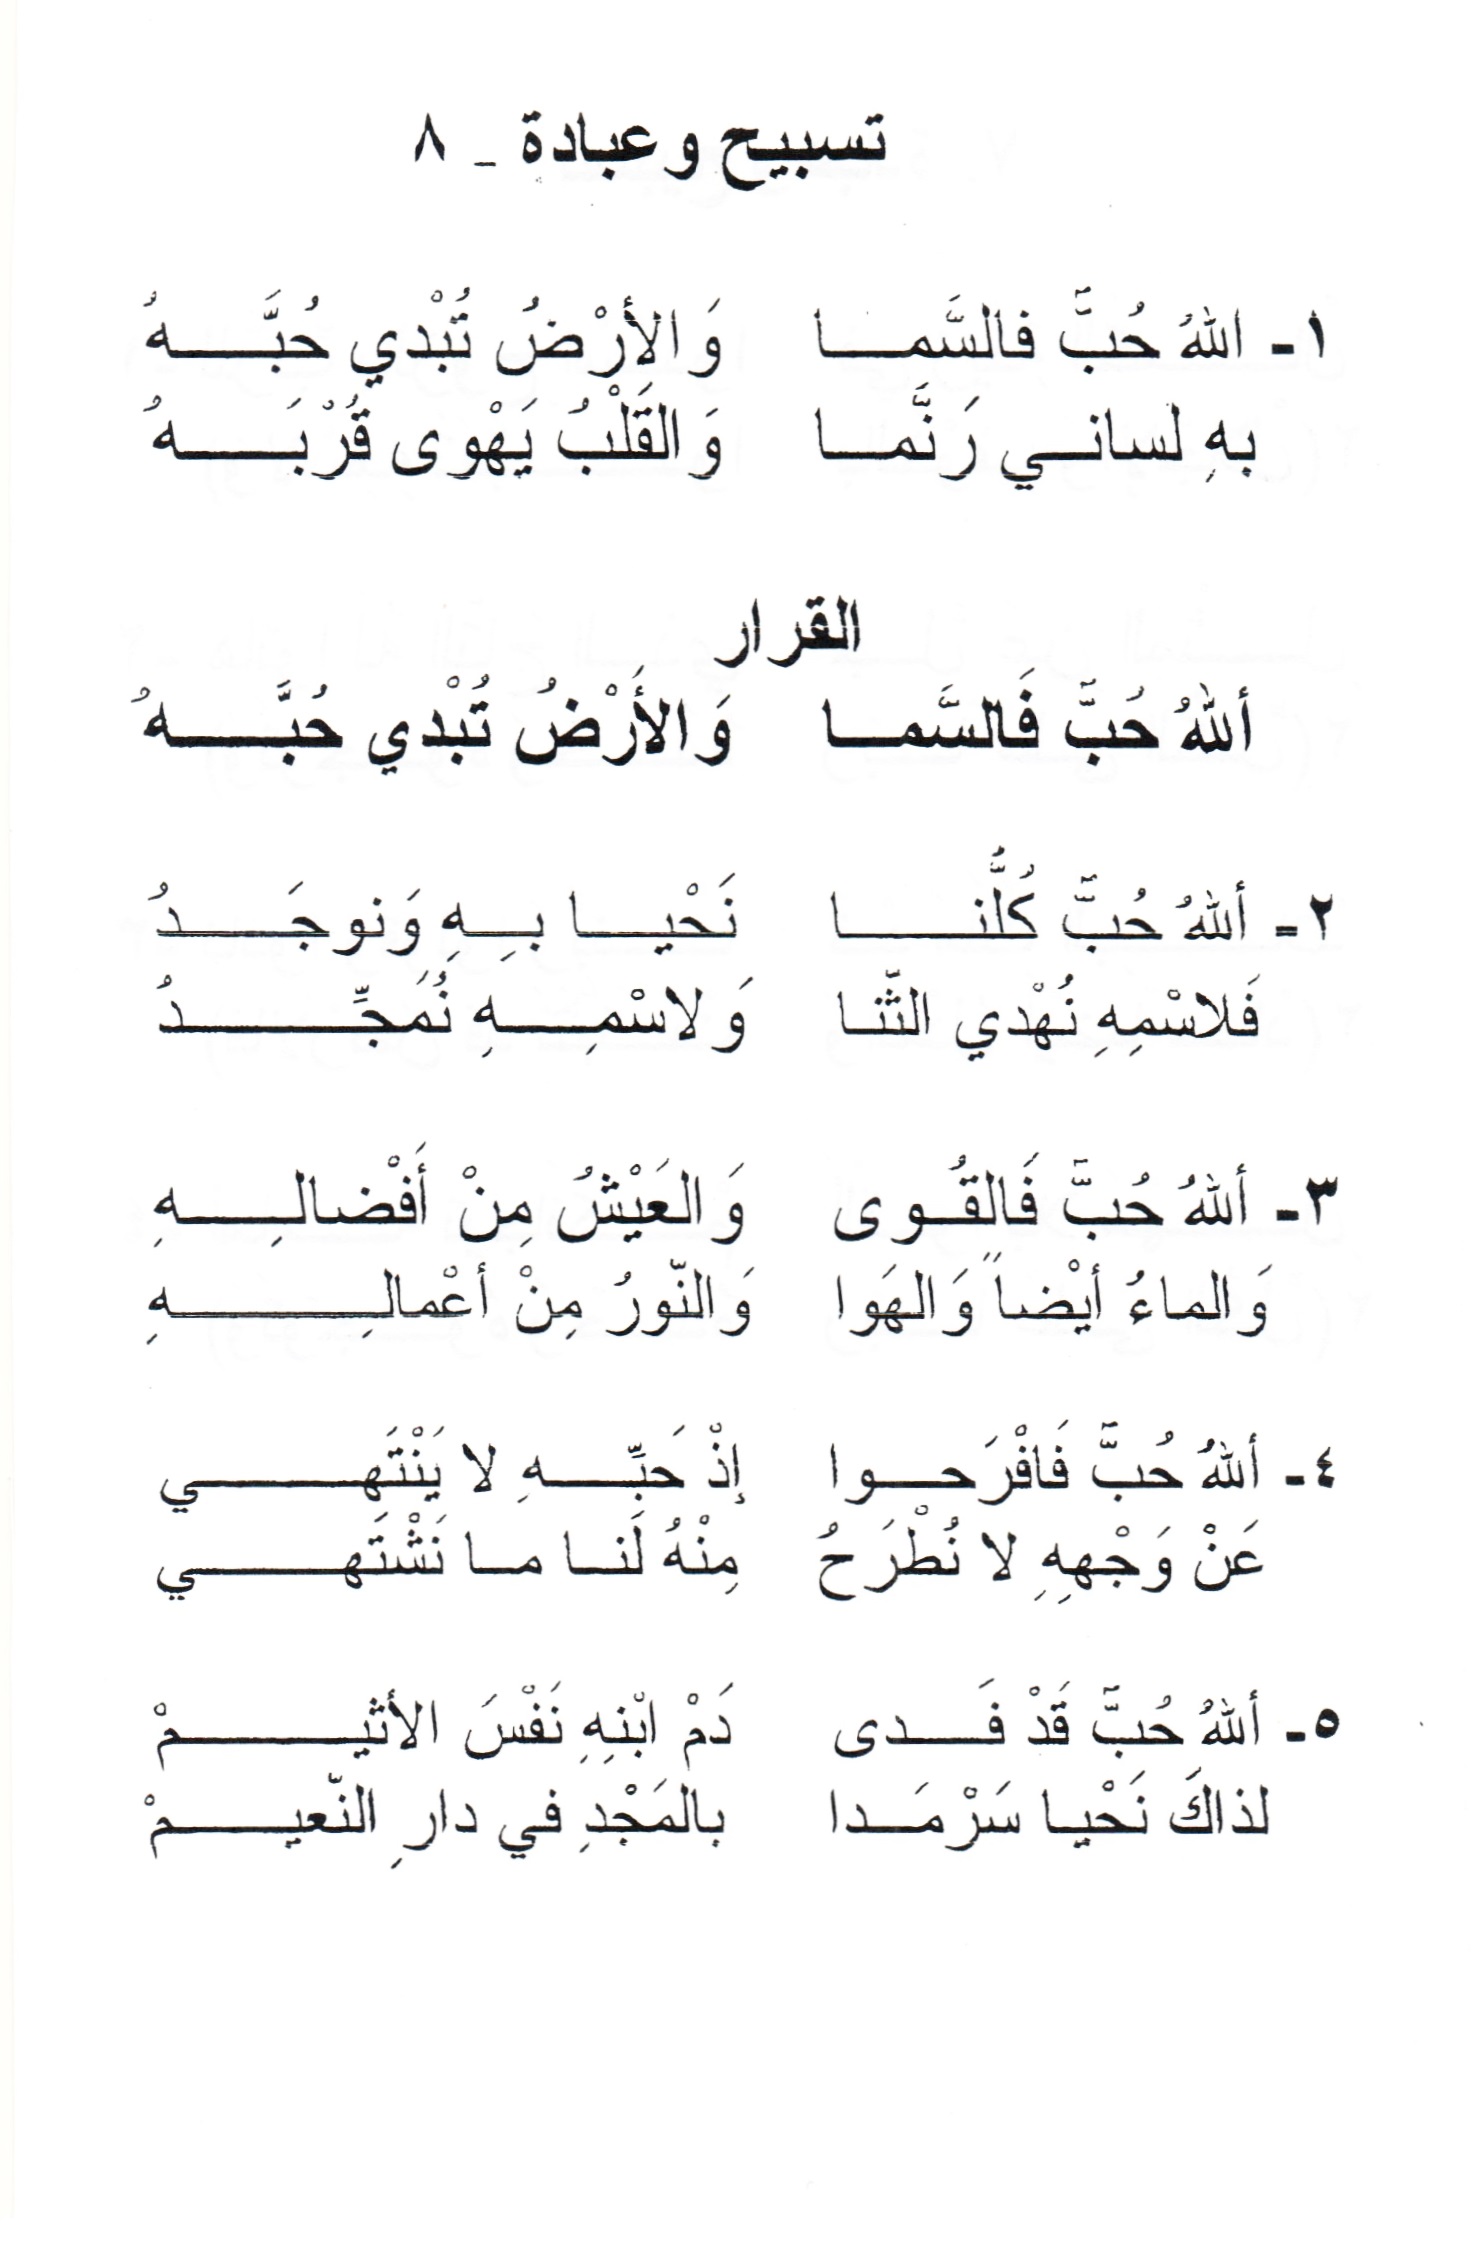 تسبيح وعبادة - ٨
١- اللهُ حُبٌّ فالسَّما وَالأرْضُ تُبْدي حُبَّهُ
بهِ لساني رَنَّما وَالقَلْبُ يَهْوى قُرْبَهُ
القرار
أللهُ حُبٌّ فَالسَّما وَالأَرْضُ تُبْدي حُبَّهُ
٢- أللهُ حُبٌّ كُلُّنا نَحْيا بِهِ وَنوجَدُ
فَلاسْمِهِ نُهْدي الثَّنا وَلاسْمِهِ نُمَجِّدُ
٣- أللهُ حُبٌّ فَالقُوى وَالعَيْشُ مِنْ أَفْضالِهِ
وَالماءُ أيْضاً وَالهَوا وَالنّورُ مِنْ أعْمالِهِ
٤- أللهُ حُبٌّ فَافْرَحوا إذْ حَبِّهِ لا يَنْتَهي
عَنْ وَجْههِ لا نُطْرَحُ مِنْهُ لَنا ما نَشْتَهي
٥- أللهُ حُبٌّ قَدْ فَدى دَمْ ابْنِهِ نَفْسَ الأثيمْ
لذاكَ نَحْيا سَرْمَدا بالمَجْدِ في دارِ النّعيمْ